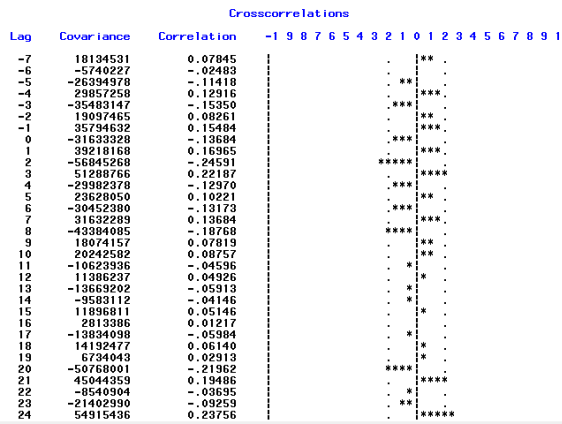 Crosscorrelations
Lag Covariance Correlation -1 9 8 7 6 5 4 3 2 1 0 1 2 3 4 5 6 7 8 9 1
-7 18134531 0.07845 | . |** . |
-6 -5740227 -.02483 | . | . |
-5 -26394978 -.11418 | . **| . |
-4 29857258 0.12916 | . |***. |
-3 -35483147 -.15350 | .***| . |
-2 19097465 0.08261 | . |** . |
-1 35794632 0.15484 | . |***. |
0 -31633328 -.13684 | .***| . |
1 39218168 0.16965 | . |***. |
2 -56845268 -.24591 | *****| . |
3 51288766 0.22187 | . |**** |
4 -29982378 -.12970 | .***| . |
5 23628050 0.10221 | . |** . |
6 -30452380 -.13173 | .***| . |
7 31632289 0.13684 | . |***. |
8 -43384085 -.18768 | ****| . |
9 18074157 0.07819 | . |** . |
10 20242582 0.08757 | . |** . |
11 -10623936 -.04596 | . *| . |
12 11386237 0.04926 | . |* . |
13 -13669202 -.05913 | . *| . |
14 -9583112 -.04146 | . *| . |
15 11896811 0.05146 | . |* . |
16 2813386 0.01217 | . | . |
17 -13834098 -.05984 | . *| . |
18 14192477 0.06140 | . |* . |
19 6734043 0.02913 | . |* . |
20 -50768001 -.21962 | ****| . |
21 45044359 0.19486 | . |**** |
22 -8540904 -.03695 | . *| . |
23 -21402990 -.09259 | . **| . |
24 54915436 0.23756 | . |***** |